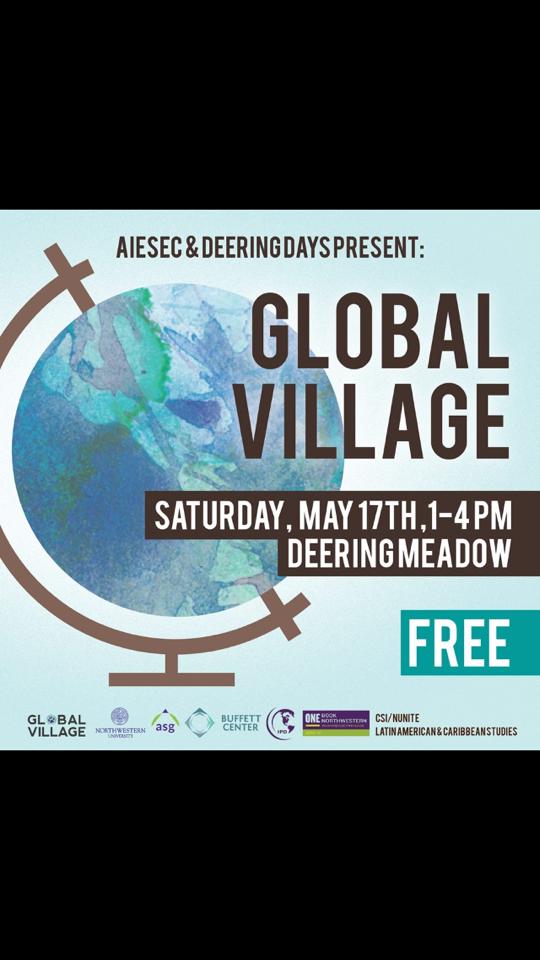 AIESEC & DEERING DAYS PRESENT:
GLOBAL
VILLAGE
SATURDAY, MAY 17TH, 1-4 PM
DEERING MEADOW
FREE
GLOBAL
VILLAGE
NORTHWESTERN
UNIVERSITY
asg
BUFFETT
CENTER
IPD
ONE BOOK
NORTHWESTERN
CSI/NUNITE
LATIN AMERICAN & CARIBBEAN STUDIES